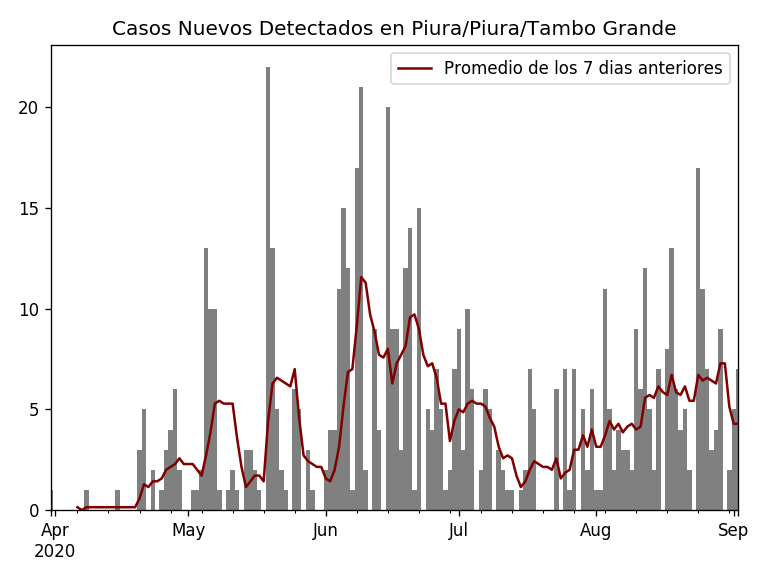 Casos Nuevos Detectados en Piura/Piura/Tambo Grande
Promedio de los 7 dias anteriores
20
15
10
5
0
Apr May Jun Jul Aug Sep
2020